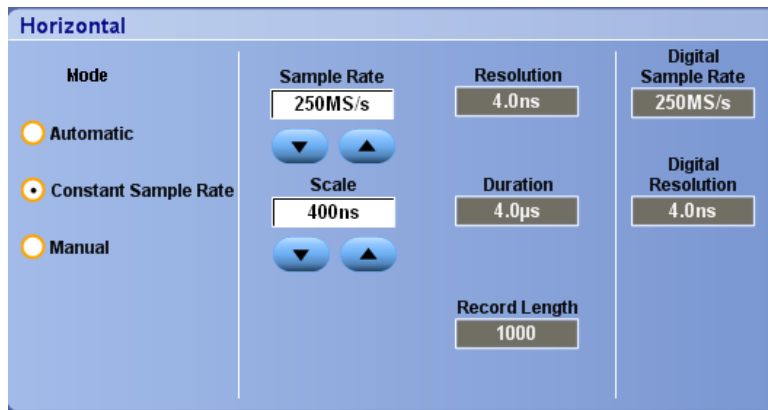 Horizontal
Mode
Automatic
Constant Sample Rate
Manual
Sample Rate
250MS/s
Scale
400ns
Resolution
4.0ns
Duration
4.0µs
Record Length
1000
Digital
Sample Rate
250MS/s
Digital
Resolution
4.0ns